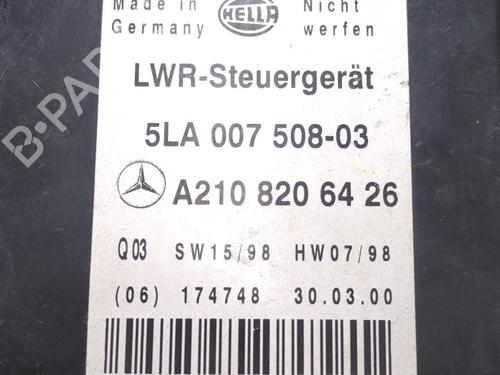 Made in HELLA Nicht
Germany werfen
LWR-Steuergerät
5LA 007 508-03
A210 820 64 26
Q03 SW15/98 HW07/98
(06) 174748 30.03.00
B-PARTS